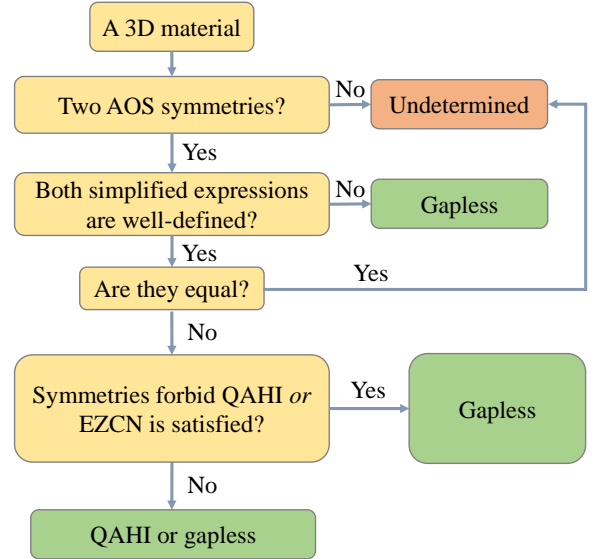 A 3D material
Two AOS symmetries?
No
Undetermined
Yes
Both simplified expressions
are well-defined?
No
Gapless
Yes
Are they equal?
Yes
No
Symmetries forbid QAHI or
EZCN is satisfied?
Yes
Gapless
No
QAHI or gapless